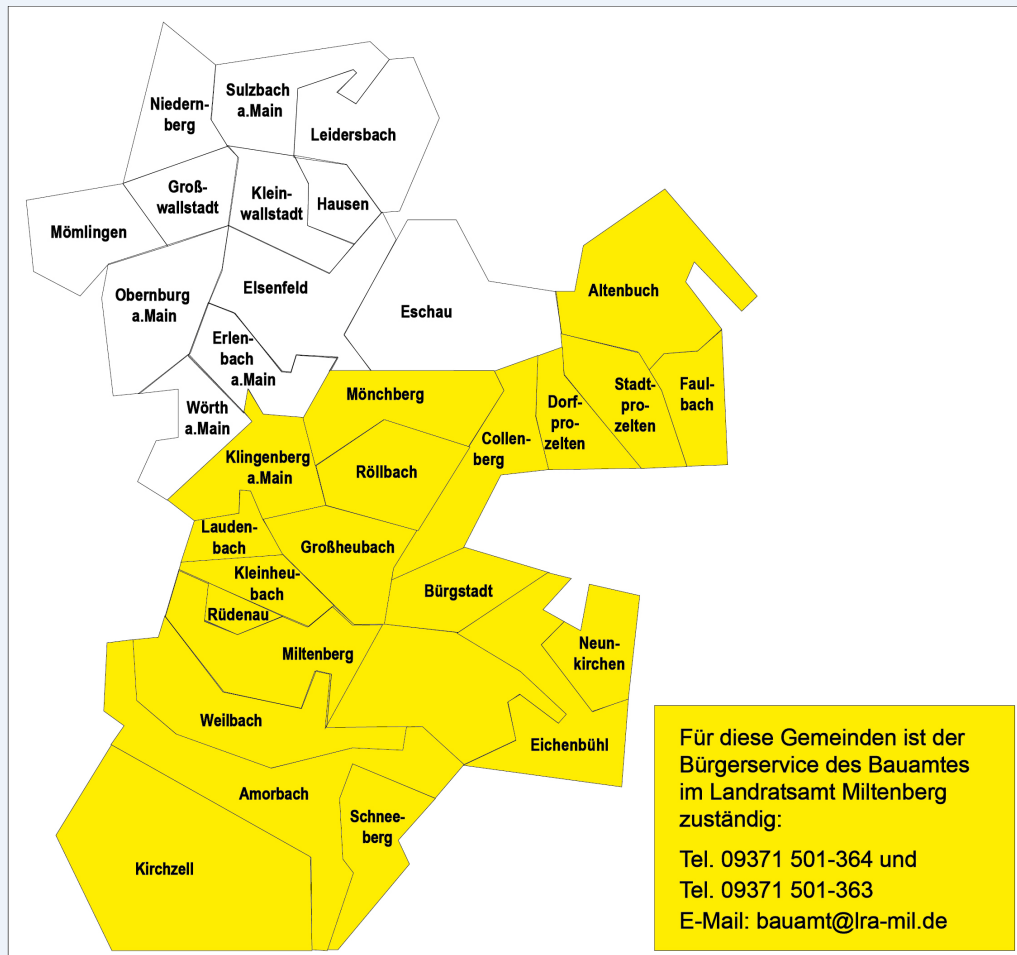 Niedern-
berg
Sulzbach
a.Main
Leidersbach
Groß-
wallstadt
Klein-
wallstadt
Hausen
Mömlingen
Obernburg
a.Main
Elsenfeld
Eschau
Altenbuch
Erlen-
bach
a.Main
Wörth
a.Main
Mönchberg
Collen-
berg
Dorf-
pro-
zelten
Stadt-
pro-
zelten
Faul-
bach
Klingenberg
a.Main
Röllbach
Lauden-
bach
Großheubach
Kleinheu-
bach
Rüdenau
Bürgstadt
Miltenberg
Neun-
kirchen
Weilbach
Eichenbühl
Amorbach
Schnee-
berg
Kirchzell
Für diese Gemeinden ist der
Bürgerservice des Bauamtes
im Landratsamt Miltenberg
zuständig:
Tel. 09371 501-364 und
Tel. 09371 501-363
E-Mail: bauamt@lra-mil.de